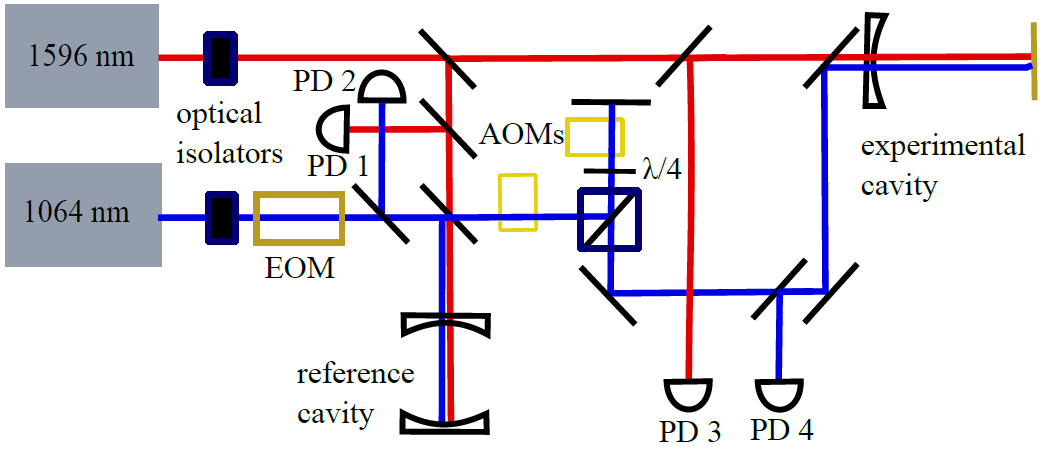 1596 nm
PD 2
optical
isolators
PD 1
AOMs
λ/4
experimental
cavity
1064 nm
EOM
reference
cavity
PD 3
PD 4